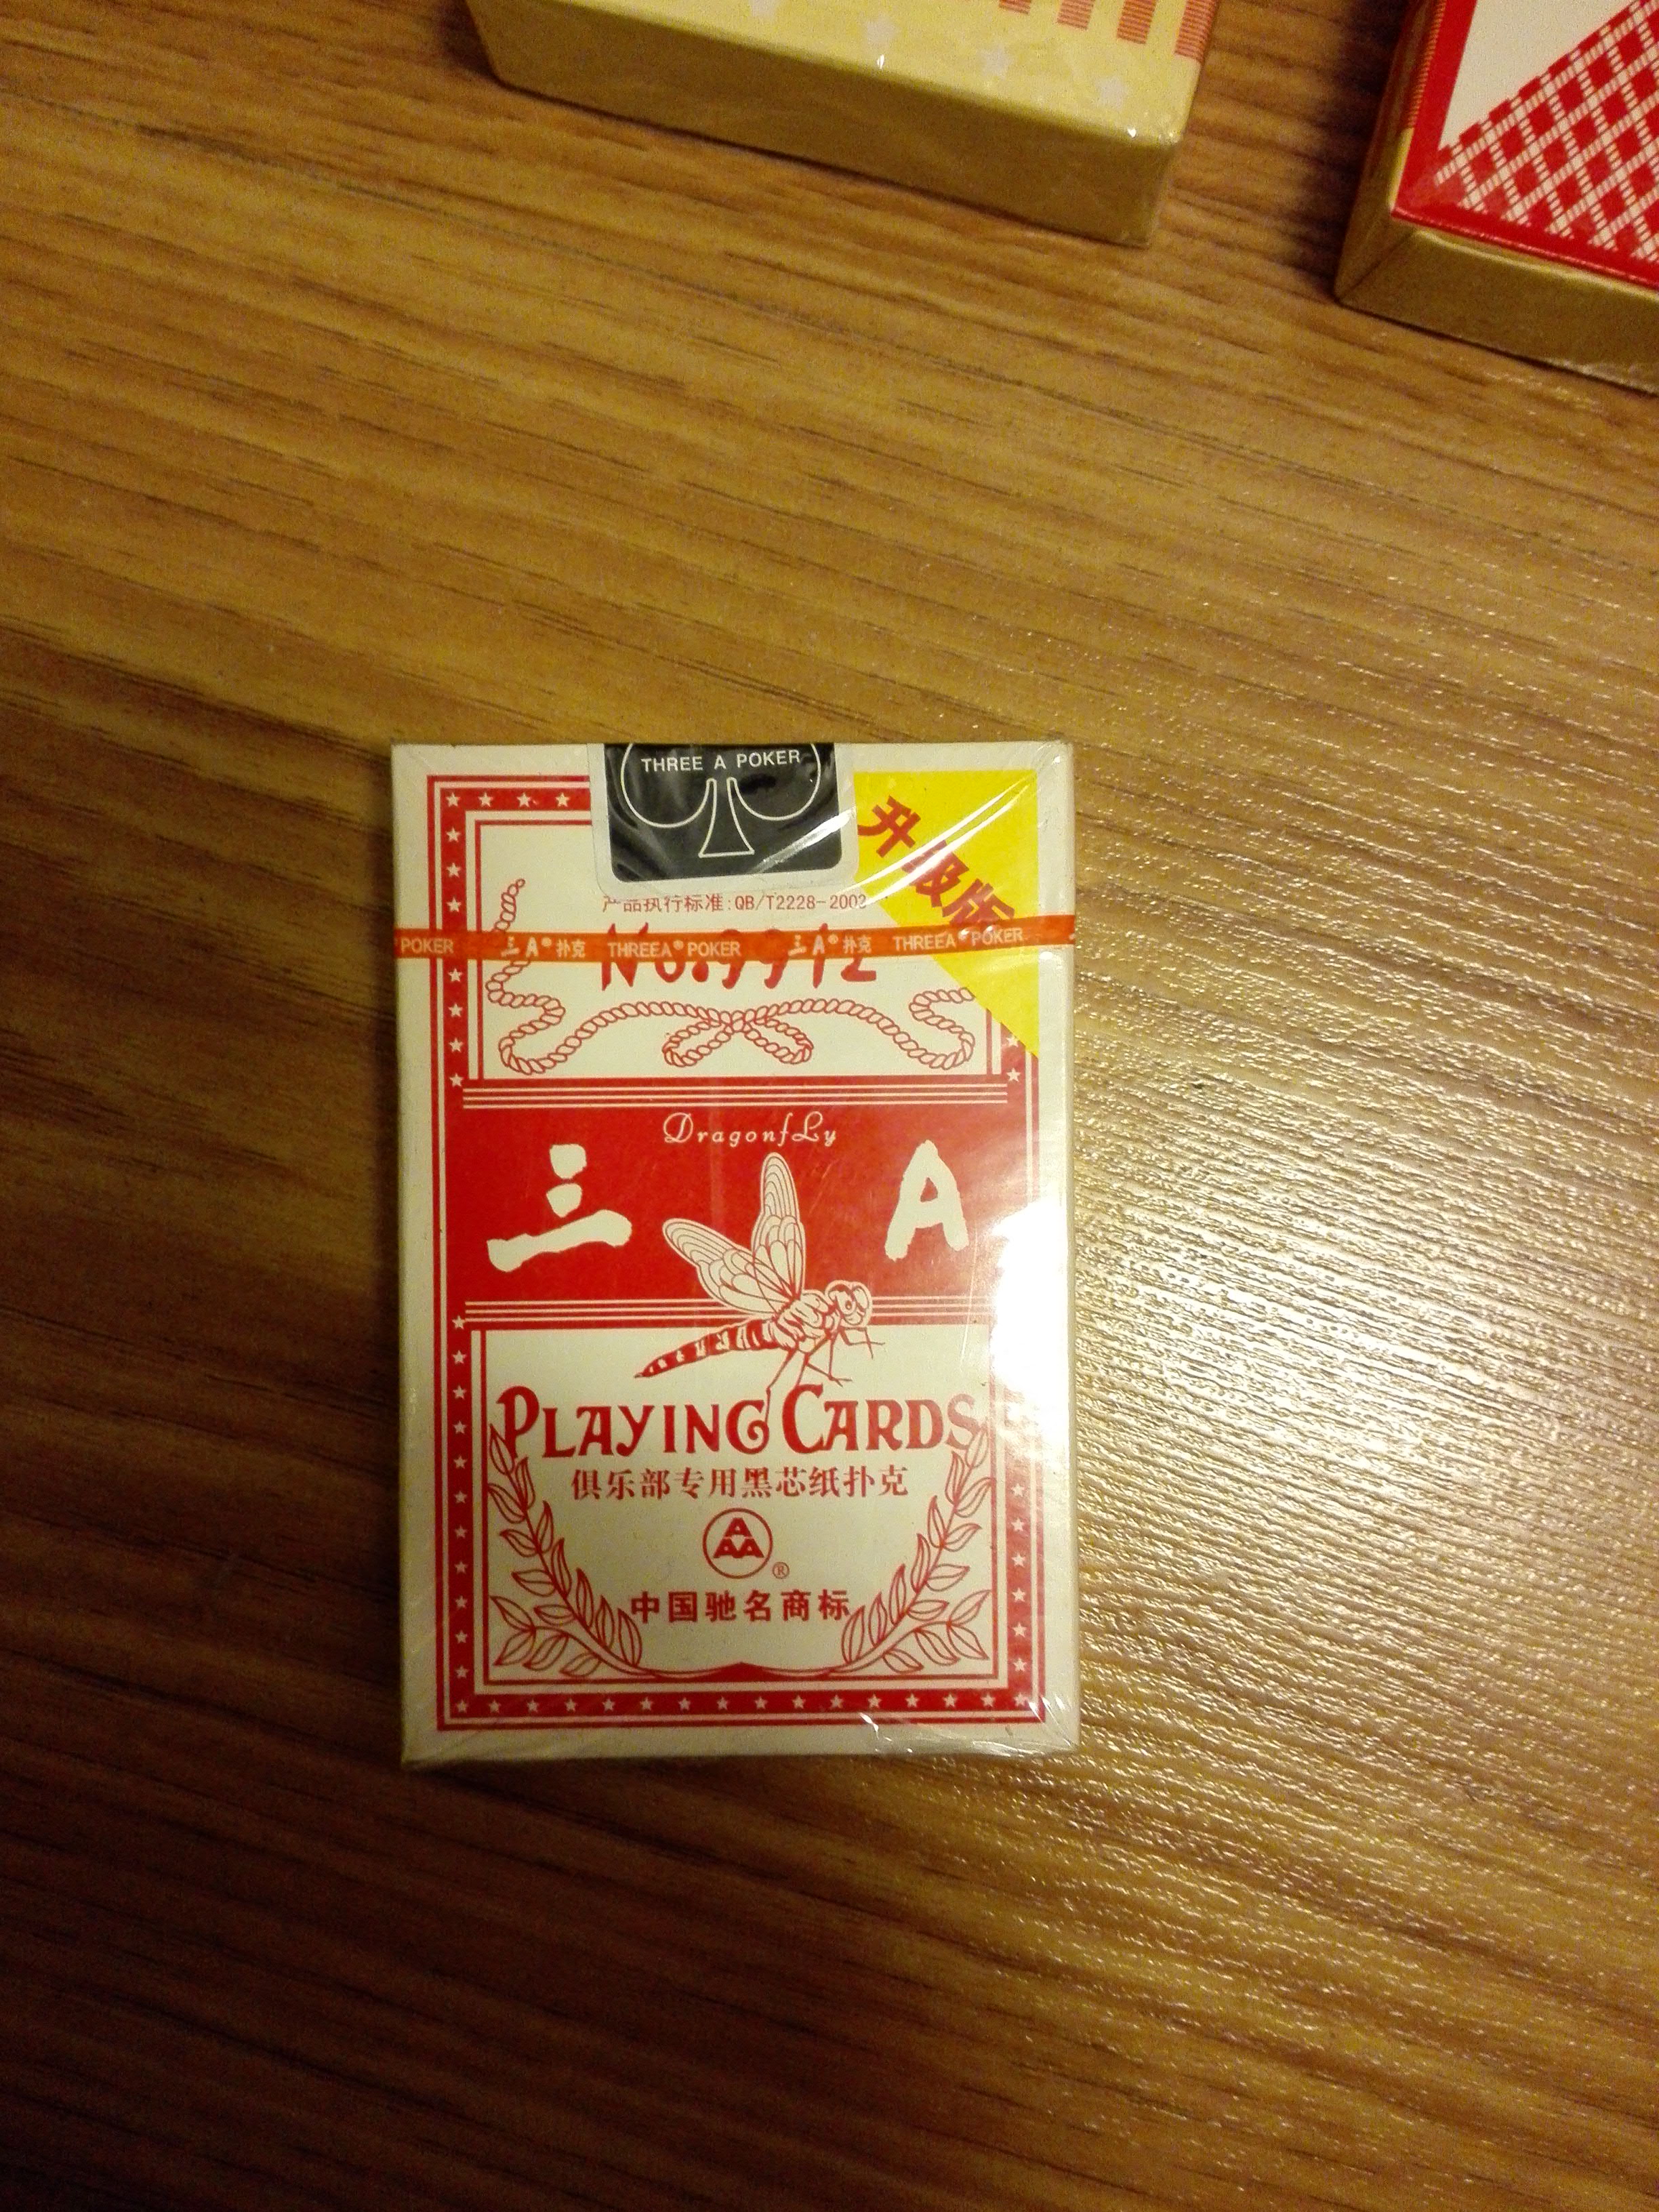 THREE A POKER
升级版
产品执行标准:QB/T2228-2002
POKER 三A®扑克 THREEA®POKER 三A®扑克 THREEA®POKER
No.9912
DragonfLy
三 A
PLAYING CARDS
俱乐部专用黑芯纸扑克
AAA
®
中国驰名商标